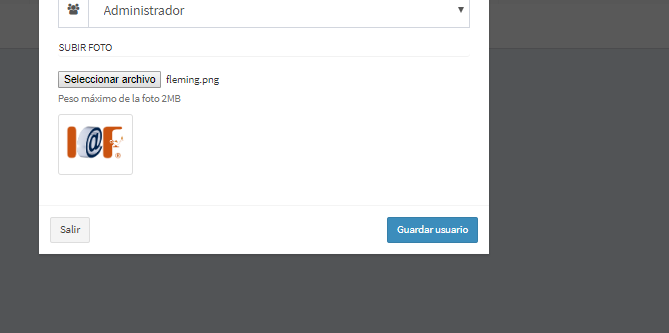 Administrador
SUBIR FOTO
Seleccionar archivo fleming.png
Peso máximo de la foto 2MB
I@F®
Salir
Guardar usuario